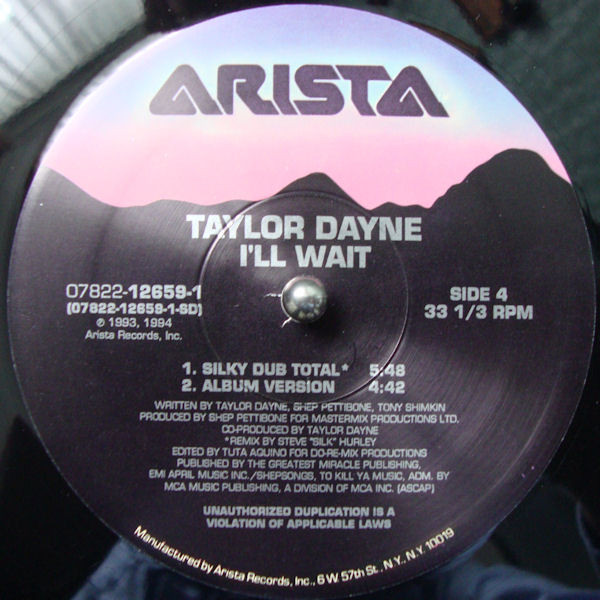 ARISTA
TAYLOR DAYNE
I'LL WAIT
07822-12659-1
(07822-12659-1-SD)
℗ 1993, 1994
Arista Records, Inc.
SIDE 4
33 1/3 RPM
1. SILKY DUB TOTAL* 5:48
2. ALBUM VERSION 4:42
WRITTEN BY TAYLOR DAYNE, SHEP PETTIBONE, TONY SHIMKIN
PRODUCED BY SHEP PETTIBONE FOR MASTERMIX PRODUCTIONS LTD.
CO-PRODUCED BY TAYLOR DAYNE
*REMIX BY STEVE "SILK" HURLEY
EDITED BY TUTA AQUINO FOR DO-RE-MIX PRODUCTIONS
PUBLISHED BY THE GREATEST MIRACLE PUBLISHING,
EMI APRIL MUSIC INC./SHEPSONGS, TO KILL YA MUSIC, ADM. BY
MCA MUSIC PUBLISHING, A DIVISION OF MCA INC. (ASCAP)
UNAUTHORIZED DUPLICATION IS A
VIOLATION OF APPLICABLE LAWS
Manufactured by Arista Records, Inc., 6 W. 57th St., N.Y., N.Y. 10019